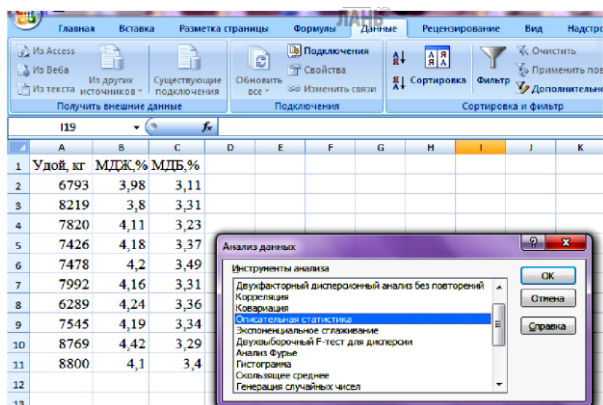 ЛАНЬ
Главная Вставка Разметка страницы Формулы Данные Рецензирование Вид Надстро
Из Access
Из Веба
Из текста
Из других источников
Существующие подключения
Получить внешние данные
Обновить все
Подключения
Свойства
Изменить связи
Подключения
Сортировка
Фильтр
Очистить
Применить пов
Дополнительно
Сортировка и фильтр
I19 fx
A B C D E F G H I J K
1 Удой, кг МДЖ,% МДБ,%
2 6793 3,98 3,11
3 8219 3,8 3,31
4 7820 4,11 3,23
5 7426 4,18 3,37
6 7478 4,2 3,49
7 7992 4,16 3,31
8 6289 4,24 3,36
9 7545 4,19 3,34
10 8769 4,42 3,29
11 8800 4,1 3,4
12
13
Анализ данных
Инструменты анализа
Двухфакторный дисперсионный анализ без повторений
Корреляция
Ковариация
Описательная статистика
Экспоненциальное сглаживание
Двухвыборочный F-тест для дисперсии
Анализ Фурье
Гистограмма
Скользящее среднее
Генерация случайных чисел
OK
Отмена
Справка